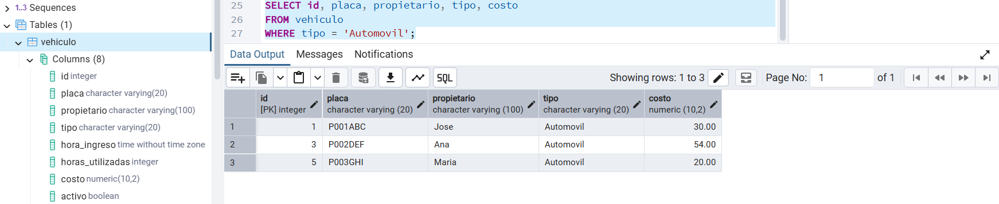 1..3 Sequences
Tables (1)
vehiculo
Columns (8)
id integer
placa character varying(20)
propietario character varying(100)
tipo character varying(20)
hora_ingreso time without time zone
horas_utilizadas integer
costo numeric(10,2)
activo boolean
25 SELECT id, placa, propietario, tipo, costo
26 FROM vehiculo
27 WHERE tipo = 'Automovil';
Data Output Messages Notifications
SQL Showing rows: 1 to 3 Page No: 1 of 1
id placa propietario tipo costo
[PK] integer character varying (20) character varying (100) character varying (20) numeric (10,2)
1 1 P001ABC Jose Automovil 30.00
2 3 P002DEF Ana Automovil 54.00
3 5 P003GHI Maria Automovil 20.00